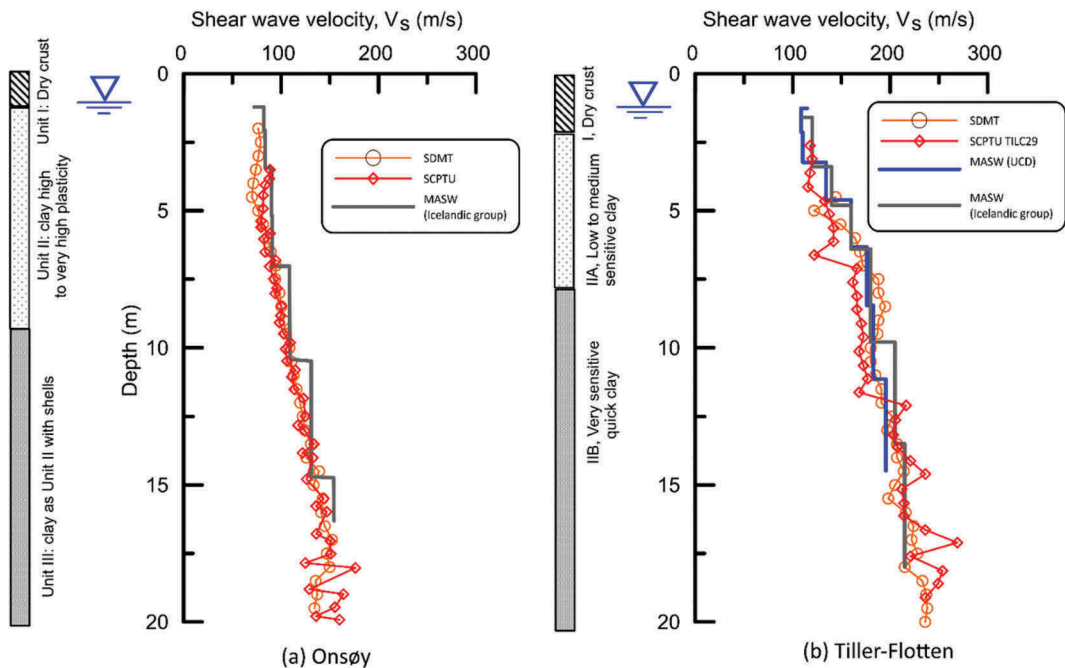 Shear wave velocity, Vs (m/s)
0 100 200 300
0
5
10
15
20
Depth (m)
Unit I: Dry crust
Unit II: clay high
to very high plasticity
Unit III: clay as Unit II with shells
SDMT
SCPTU
MASW
(Icelandic group)
(a) Onsøy
Shear wave velocity, Vs (m/s)
0 100 200 300
0
5
10
15
20
I, Dry crust
IIA, Low to medium
sensitive clay
IIB, Very sensitive
quick clay
SDMT
SCPTU TILC29
MASW (UCD)
MASW
(Icelandic group)
(b) Tiller-Flotten